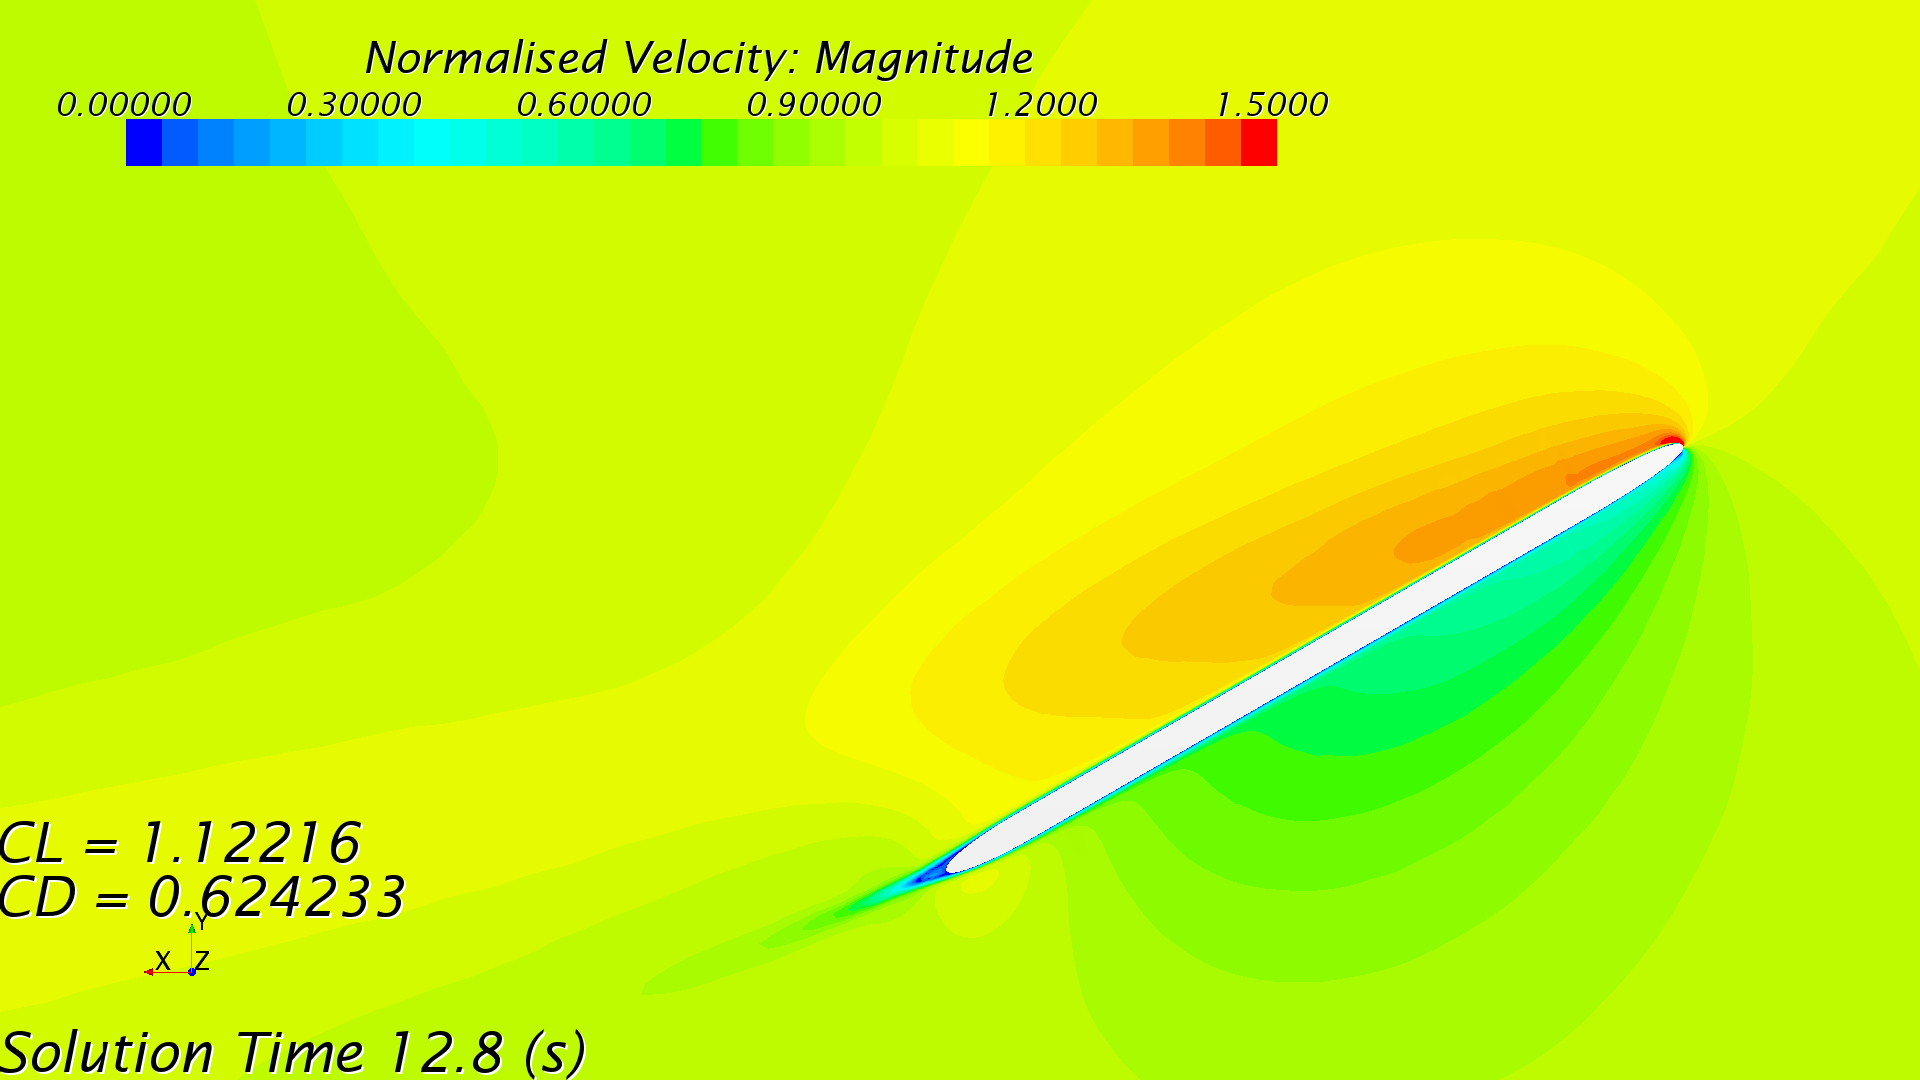 Normalised Velocity: Magnitude
0.00000 0.30000 0.60000 0.90000 1.2000 1.5000
CL = 1.12216
CD = 0.624233
Y
X Z
Solution Time 12.8 (s)